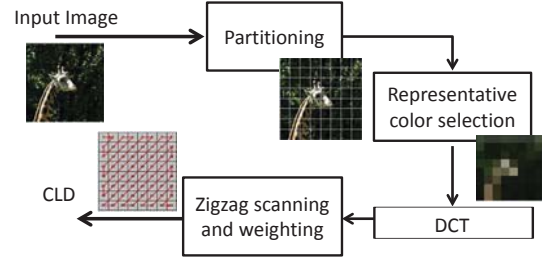 Input Image
Partitioning
Representative
color selection
DCT
Zigzag scanning
and weighting
CLD